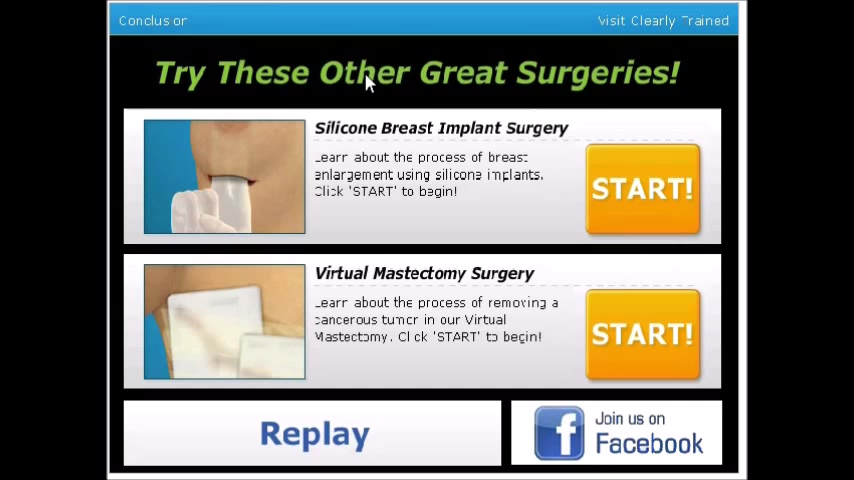 Conclusion
Visit Clearly Trained
Try These Other Great Surgeries!
Silicone Breast Implant Surgery
Learn about the process of breast
enlargement using silicone implants.
Click 'START' to begin!
START!
Virtual Mastectomy Surgery
Learn about the process of removing a
cancerous tumor in our Virtual
Mastectomy. Click 'START' to begin!
START!
Replay
Join us on
Facebook